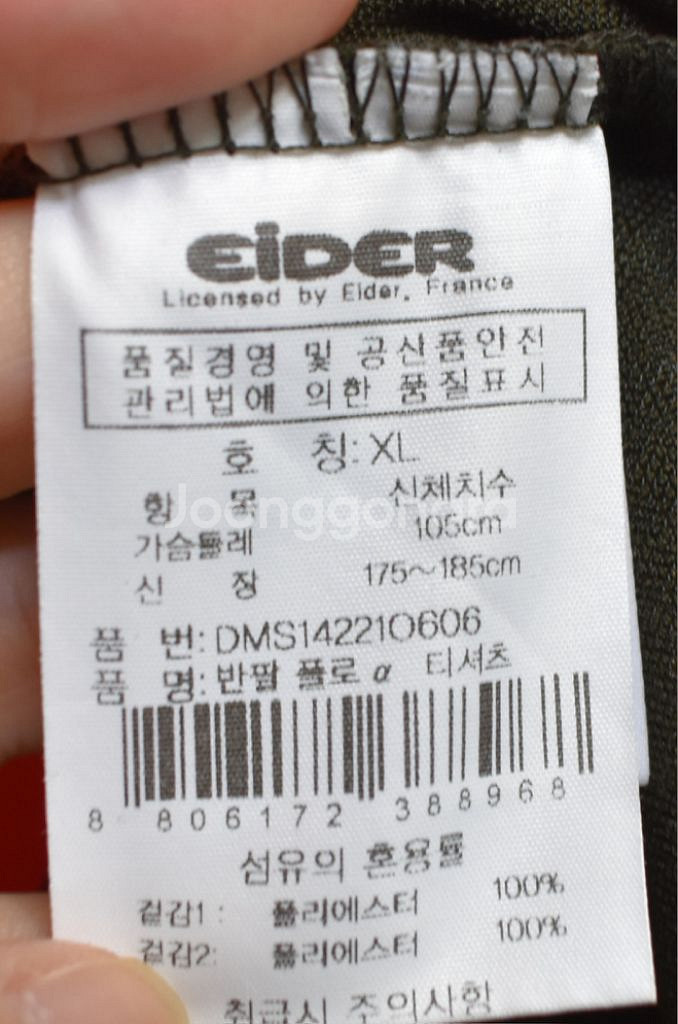 EiDER
Licensed by Eider, France
품질경영 및 공산품안전
관리법에 의한 품질표시
호 칭: XL
항 목 신체치수
가슴둘레 105cm
신 장 175~185cm
품 번: DMS14221O606
품 명: 반팔 플로 α 티셔츠
8 806172 388968
섬유의 혼용률
겉감1 : 폴리에스터 100%
겉감2: 폴리에스터 100%
취급시 주의사항
Joonggonara